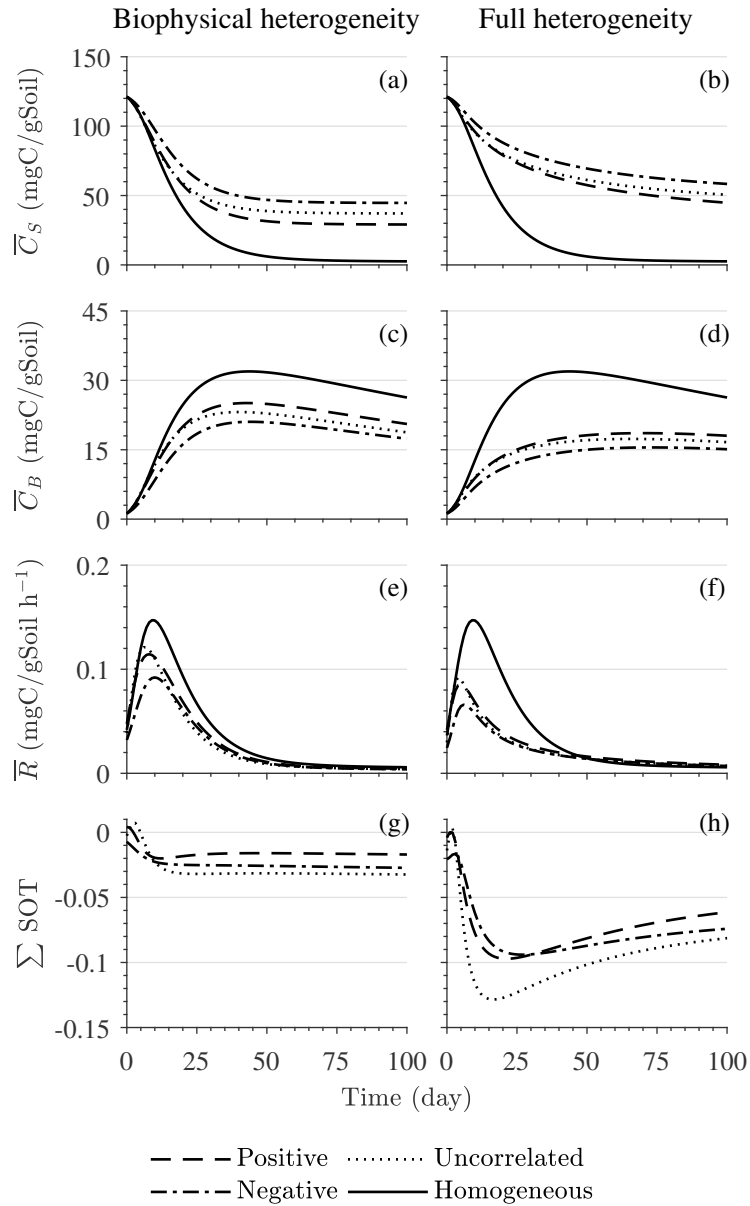 Biophysical heterogeneity Full heterogeneity
150
100
50
0
C̅_S (mgC/gSoil)
(a) (b)
45
30
15
0
C̅_B (mgC/gSoil)
(c) (d)
0.2
0.1
0
R̅ (mgC/gSoil h⁻¹)
(e) (f)
0
-0.05
-0.1
-0.15
∑ SOT
(g) (h)
0 25 50 75 100 0 25 50 75 100
Time (day)
Positive Uncorrelated
Negative Homogeneous